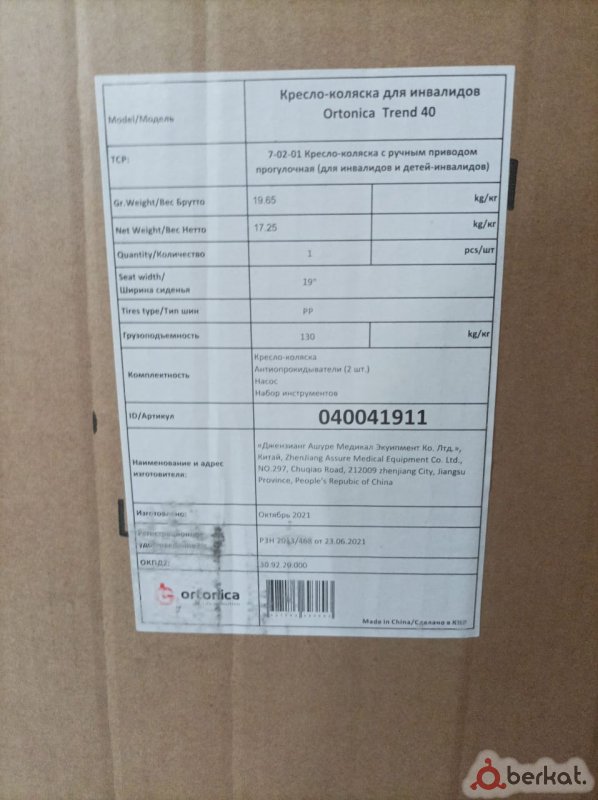 Model/Модель
Кресло-коляска для инвалидов
Ortonica Trend 40
ТСР:
7-02-01 Кресло-коляска с ручным приводом
прогулочная (для инвалидов и детей-инвалидов)
Gr.Weight/Вес Брутто 19.65 kg/кг
Net Weight/Вес Нетто 17.25 kg/кг
Quantity/Количество 1 pcs/шт
Seat width/
Ширина сиденья
19"
Tires type/Тип шин PP
Грузоподъемность 130 kg/кг
Комплектность
Кресло-коляска
Антиопрокидыватели (2 шт.)
Насос
Набор инструментов
ID/Артикул 040041911
Наименование и адрес
изготовителя:
«Дженэианг Ашуре Медикал Экуипмент Ко. Лтд.»,
Китай, ZhenJiang Assure Medical Equipment Co. Ltd.,
NO.297, Chuqiao Road, 212009 zhenjiang City, Jiangsu
Province, People's Repubic of China
Изготовлено: Октябрь 2021
Регистрационное
удостоверение
РЗН 2013/468 от 23.06.2021
ОКПД2: 30.92.20.000
ortonica
Made in China/Сделано в КНР
berkat.